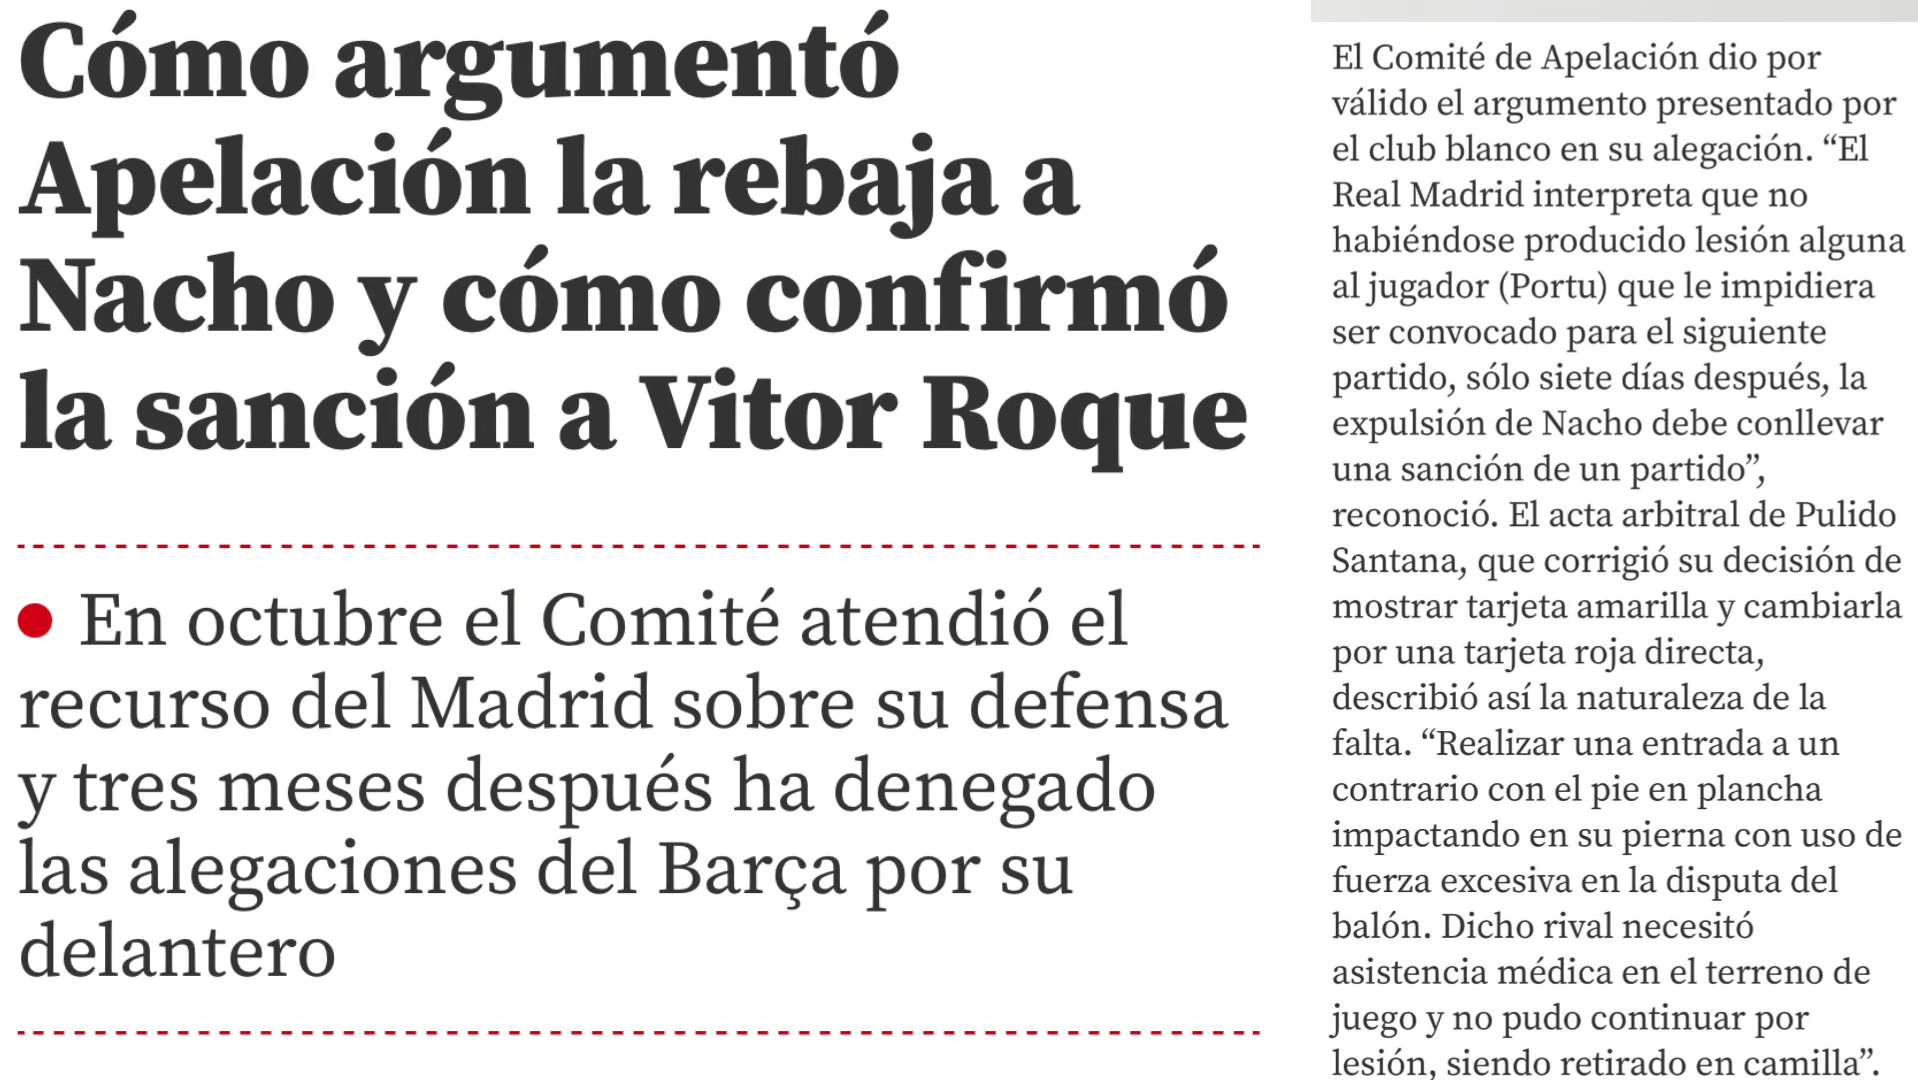 Cómo argumentó
Apelación la rebaja a
Nacho y cómo confirmó
la sanción a Vitor Roque
En octubre el Comité atendió el
recurso del Madrid sobre su defensa
y tres meses después ha denegado
las alegaciones del Barça por su
delantero
El Comité de Apelación dio por
válido el argumento presentado por
el club blanco en su alegación. “El
Real Madrid interpreta que no
habiéndose producido lesión alguna
al jugador (Portu) que le impidiera
ser convocado para el siguiente
partido, sólo siete días después, la
expulsión de Nacho debe conllevar
una sanción de un partido”,
reconoció. El acta arbitral de Pulido
Santana, que corrigió su decisión de
mostrar tarjeta amarilla y cambiarla
por una tarjeta roja directa,
describió así la naturaleza de la
falta. “Realizar una entrada a un
contrario con el pie en plancha
impactando en su pierna con uso de
fuerza excesiva en la disputa del
balón. Dicho rival necesitó
asistencia médica en el terreno de
juego y no pudo continuar por
lesión, siendo retirado en camilla”.